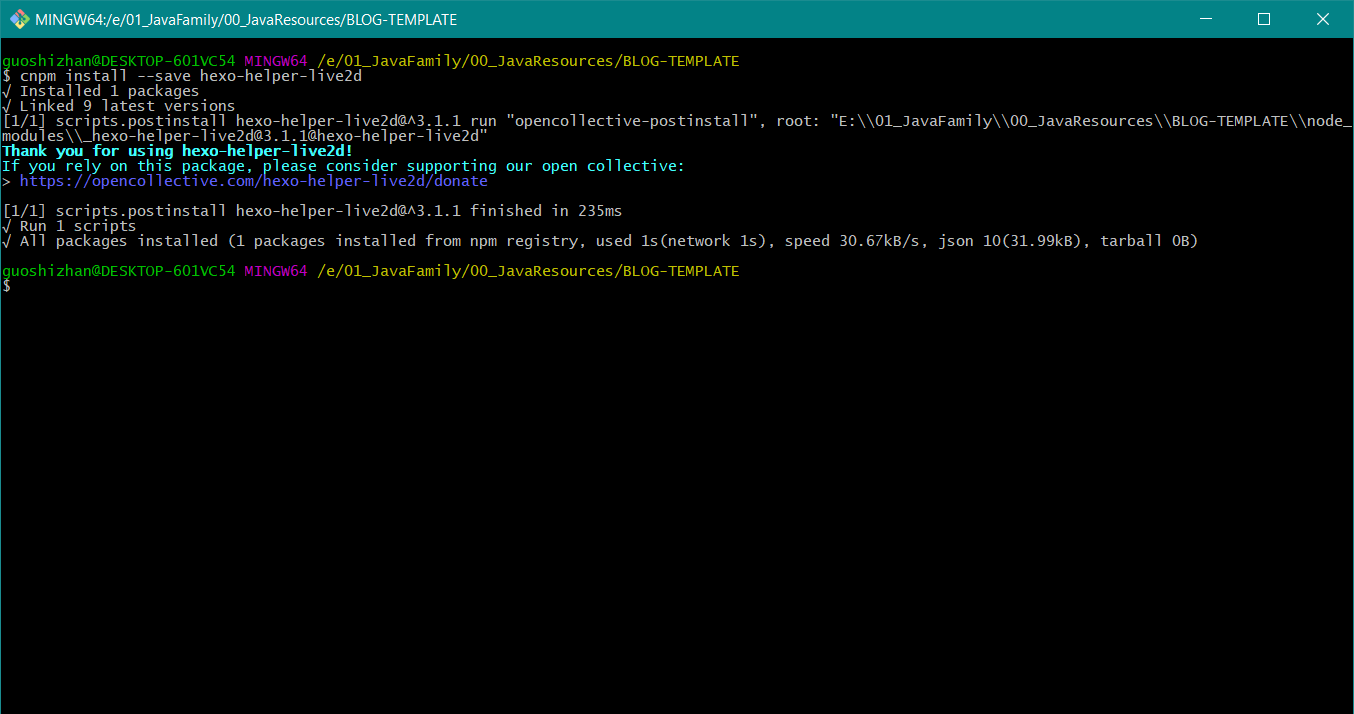 MINGW64:/e/01_JavaFamily/00_JavaResources/BLOG-TEMPLATE
guoshizhan@DESKTOP-601VC54 MINGW64 /e/01_JavaFamily/00_JavaResources/BLOG-TEMPLATE
$ cnpm install --save hexo-helper-live2d
√ Installed 1 packages
√ Linked 9 latest versions
[1/1] scripts.postinstall hexo-helper-live2d@^3.1.1 run "opencollective-postinstall", root: "E:\\01_JavaFamily\\00_JavaResources\\BLOG-TEMPLATE\\node_
modules\\_hexo-helper-live2d@3.1.1@hexo-helper-live2d"
Thank you for using hexo-helper-live2d!
If you rely on this package, please consider supporting our open collective:
> https://opencollective.com/hexo-helper-live2d/donate
[1/1] scripts.postinstall hexo-helper-live2d@^3.1.1 finished in 235ms
√ Run 1 scripts
√ All packages installed (1 packages installed from npm registry, used 1s(network 1s), speed 30.67kB/s, json 10(31.99kB), tarball 0B)
guoshizhan@DESKTOP-601VC54 MINGW64 /e/01_JavaFamily/00_JavaResources/BLOG-TEMPLATE
$